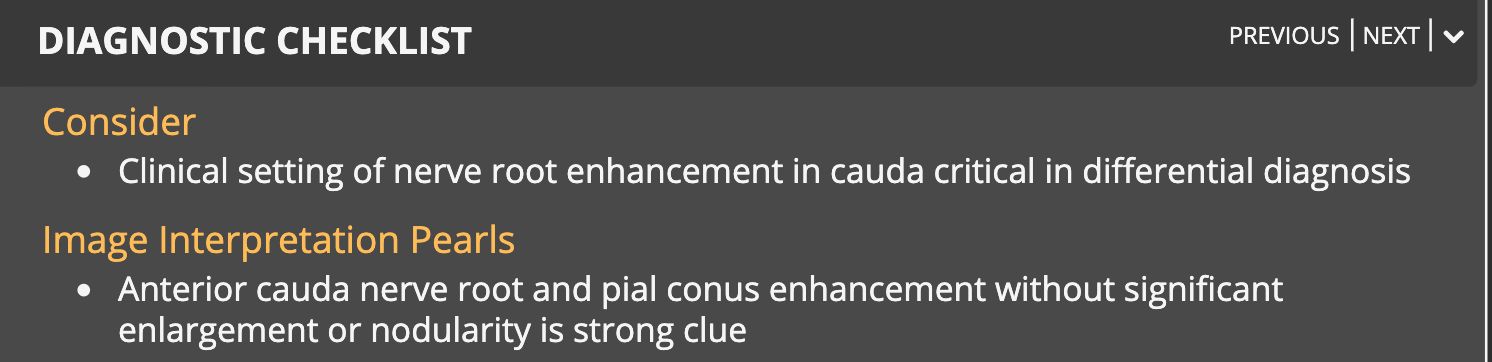 DIAGNOSTIC CHECKLIST
PREVIOUS | NEXT |
Consider
• Clinical setting of nerve root enhancement in cauda critical in differential diagnosis
Image Interpretation Pearls
• Anterior cauda nerve root and pial conus enhancement without significant
enlargement or nodularity is strong clue